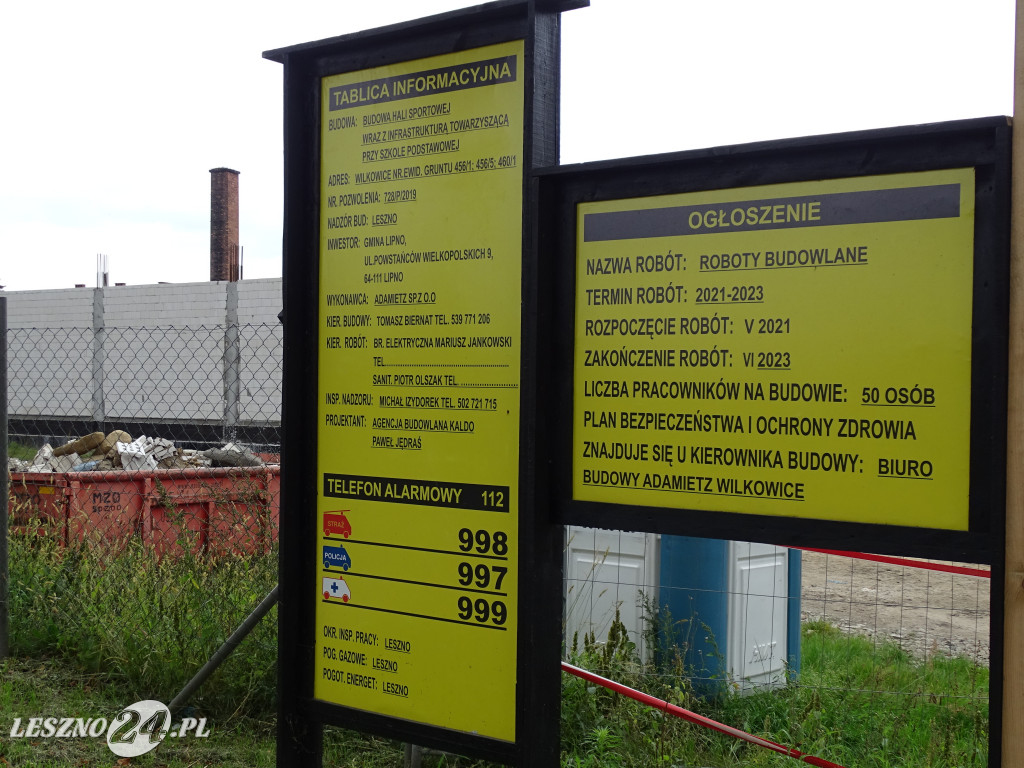 TABLICA INFORMACYJNA
BUDOWA: BUDOWA HALI SPORTOWEJ
WRAZ Z INFRASTRUKTURĄ TOWARZYSZĄCĄ
PRZY SZKOLE PODSTAWOWEJ
ADRES: WILKOWICE NR.EWID. GRUNTU 456/1; 456/5; 460/1
NR. POZWOLENIA: 728/P/2019
NADZÓR BUD: LESZNO
INWESTOR: GMINA LIPNO,
UL.POWSTAŃCÓW WIELKOPOLSKICH 9,
64-111 LIPNO
WYKONAWCA: ADAMIETZ SP.Z O.O
KIER. BUDOWY: TOMASZ BIERNAT TEL. 539 771 206
KIER. ROBÓT: BR. ELEKTRYCZNA MARIUSZ JANKOWSKI
TEL..................................................
SANIT. PIOTR OLSZAK TEL. ......................
INSP. NADZORU: MICHAŁ IZYDOREK TEL. 502 721 715
PROJEKTANT: AGENCJA BUDOWLANA KALDO
PAWEŁ JĘDRAŚ
TELEFON ALARMOWY 112
STRAŻ 998
POLICJA 997
999
OKR. INSP. PRACY: LESZNO
POG. GAZOWE: LESZNO
POGOT. ENERGET: LESZNO
OGŁOSZENIE
NAZWA ROBÓT: ROBOTY BUDOWLANE
TERMIN ROBÓT: 2021-2023
ROZPOCZĘCIE ROBÓT: V 2021
ZAKOŃCZENIE ROBÓT: VI 2023
LICZBA PRACOWNIKÓW NA BUDOWIE: 50 OSÓB
PLAN BEZPIECZEŃSTWA I OCHRONY ZDROWIA
ZNAJDUJE SIĘ U KIEROWNIKA BUDOWY: BIURO
BUDOWY ADAMIETZ WILKOWICE
MZO
LESZNO24.PL